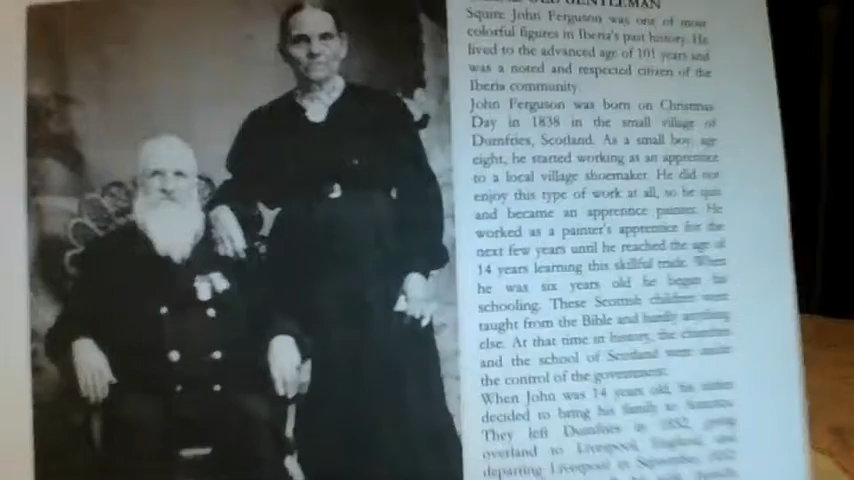 OLD GENTLEMAN
Squire John Ferguson was one of most
colorful figures in Iberia's past history. He
lived to the advanced age of 101 years and
was a noted and respected citizen of the
Iberia community.
John Ferguson was born on Christmas
Day in 1838 in the small village of
Dumfries, Scotland. As a small boy, age
eight, he started working as an apprentice
to a local village shoemaker. He did not
enjoy this type of work at all, so he quit
and became an apprentice painter. He
worked as a painter's apprentice for the
next few years until he reached the age of
14 years learning this skillful trade. When
he was six years old he began his
schooling. These Scottish children were
taught from the Bible and hardly anything
else. At that time in history, the churches
and the school of Scotland were under
the control of the government.
When John was 14 years old, his
decided to bring his family to America.
They left Dumfries in 1852, going
overland to Liverpool, England, and
departing Liverpool in September, 1852